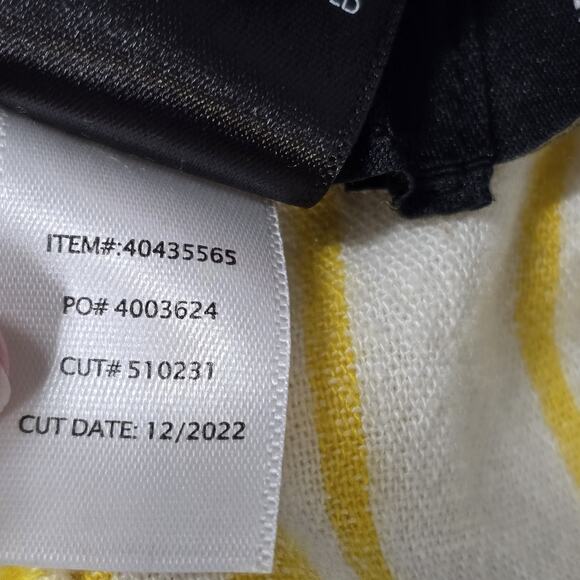 ITEM#:40435565
PO# 4003624
CUT# 510231
CUT DATE: 12/2022